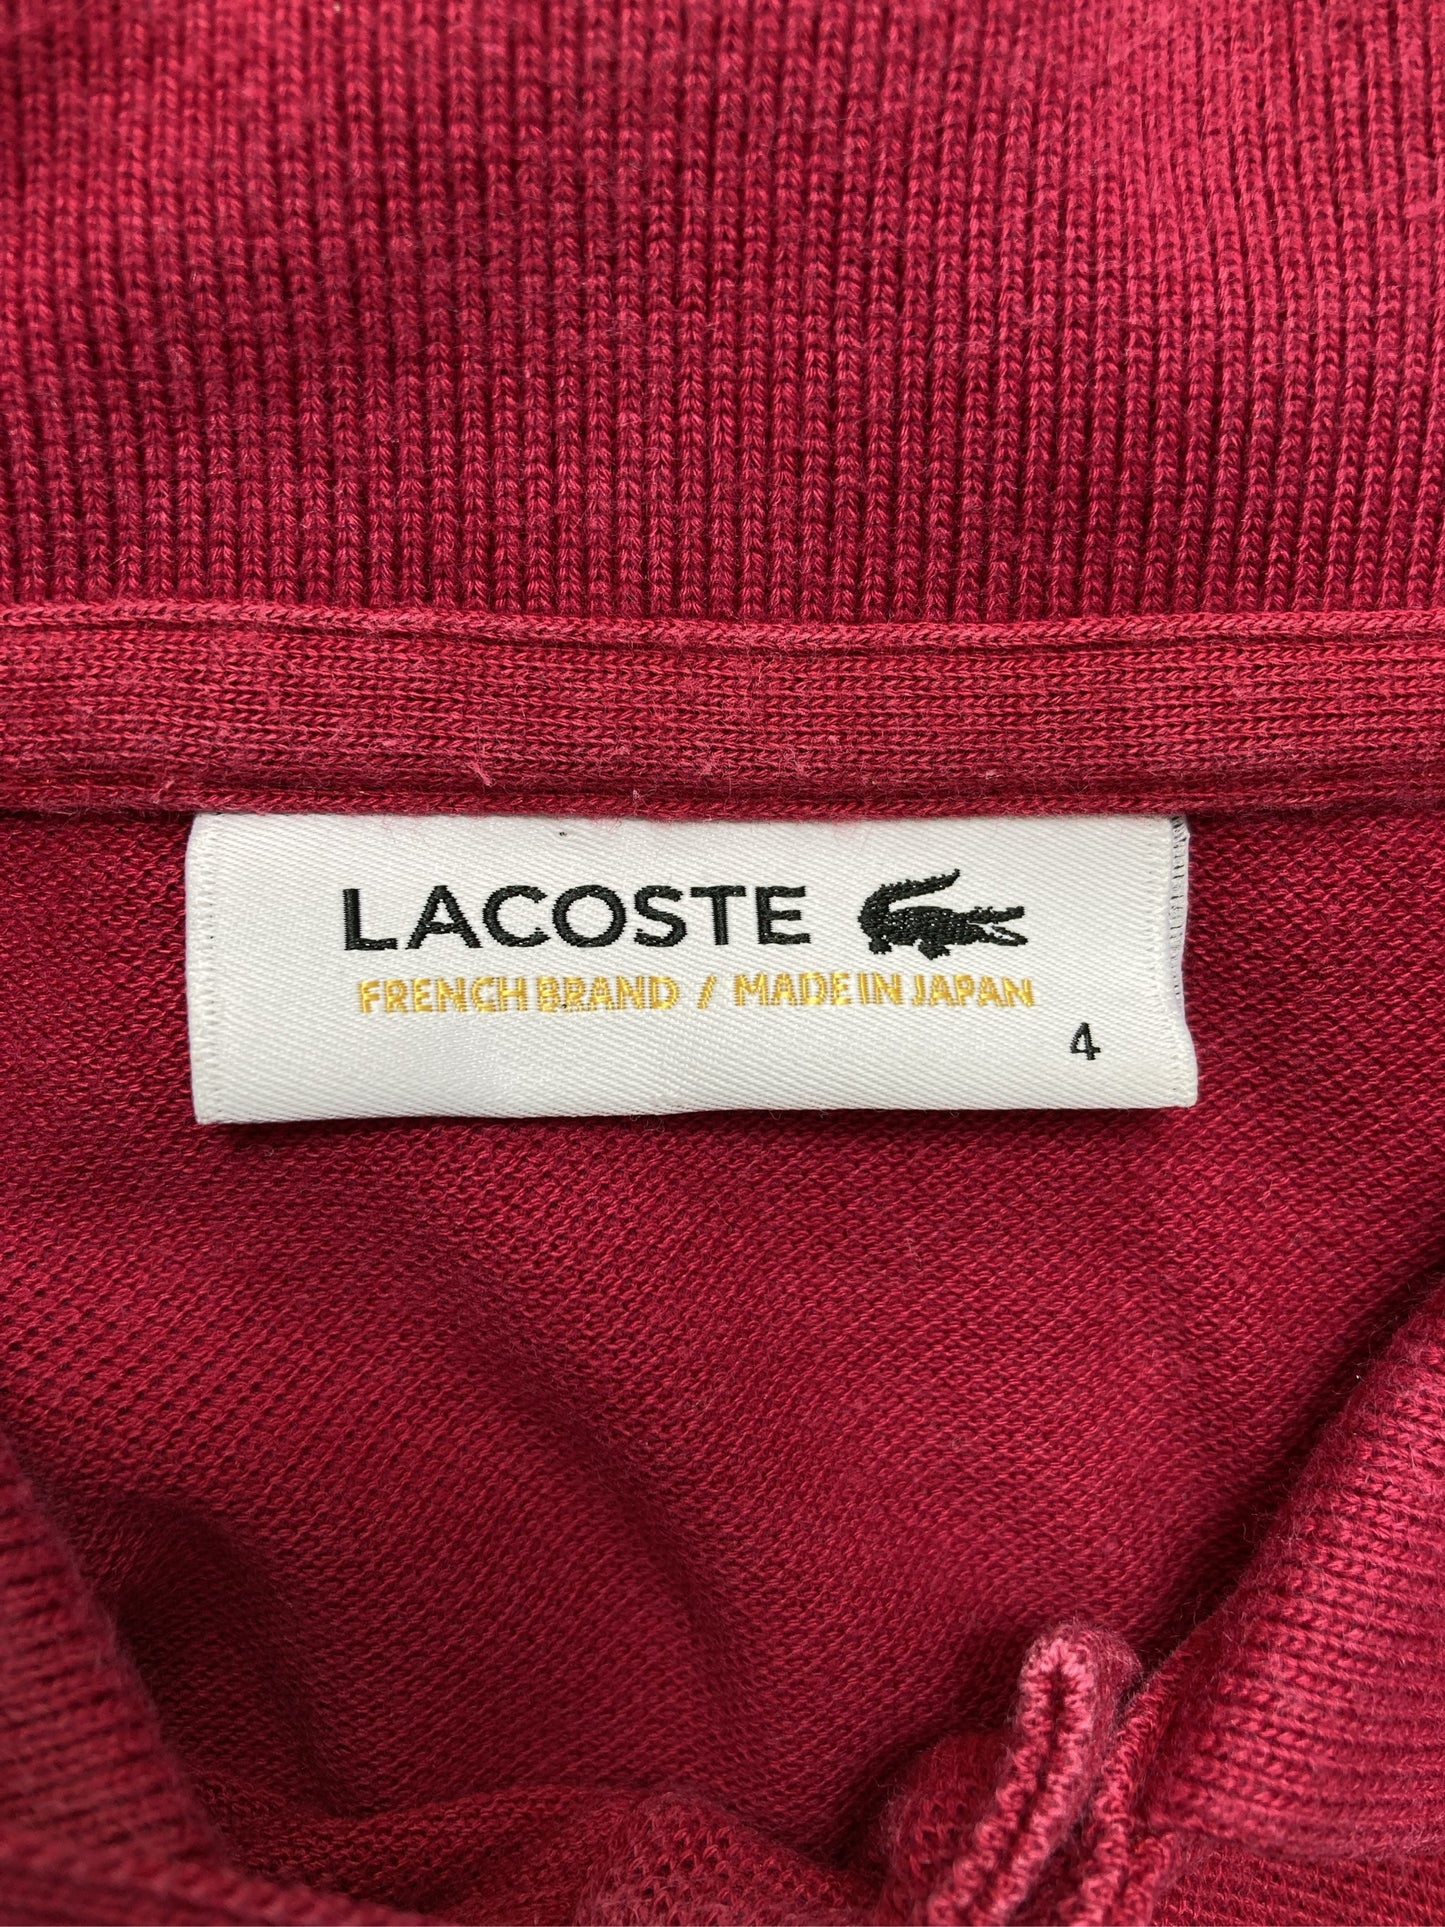 LACOSTE
FRENCH BRAND / MADE IN JAPAN
4